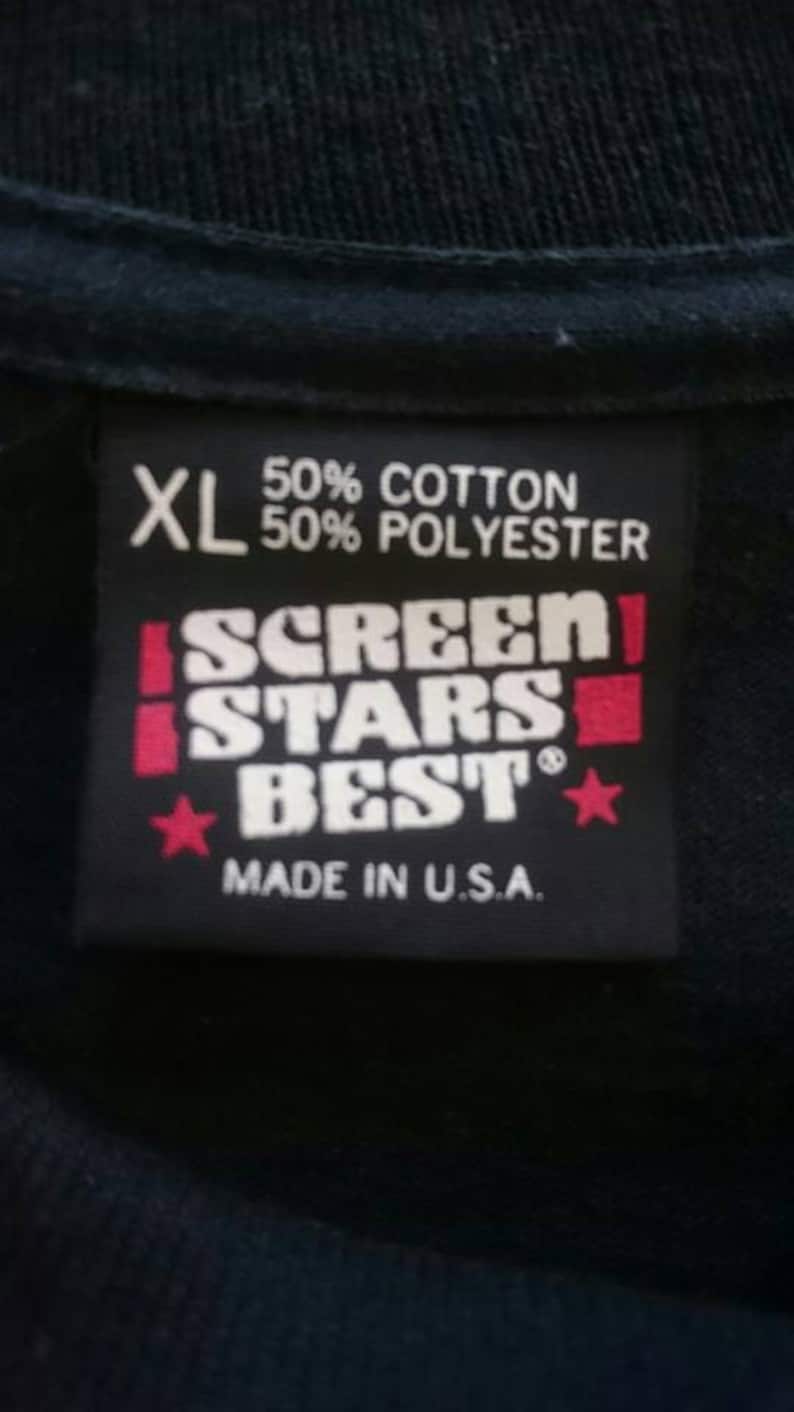 XL 50% COTTON
50% POLYESTER
SCREEN
STARS
BEST®
MADE IN U.S.A.